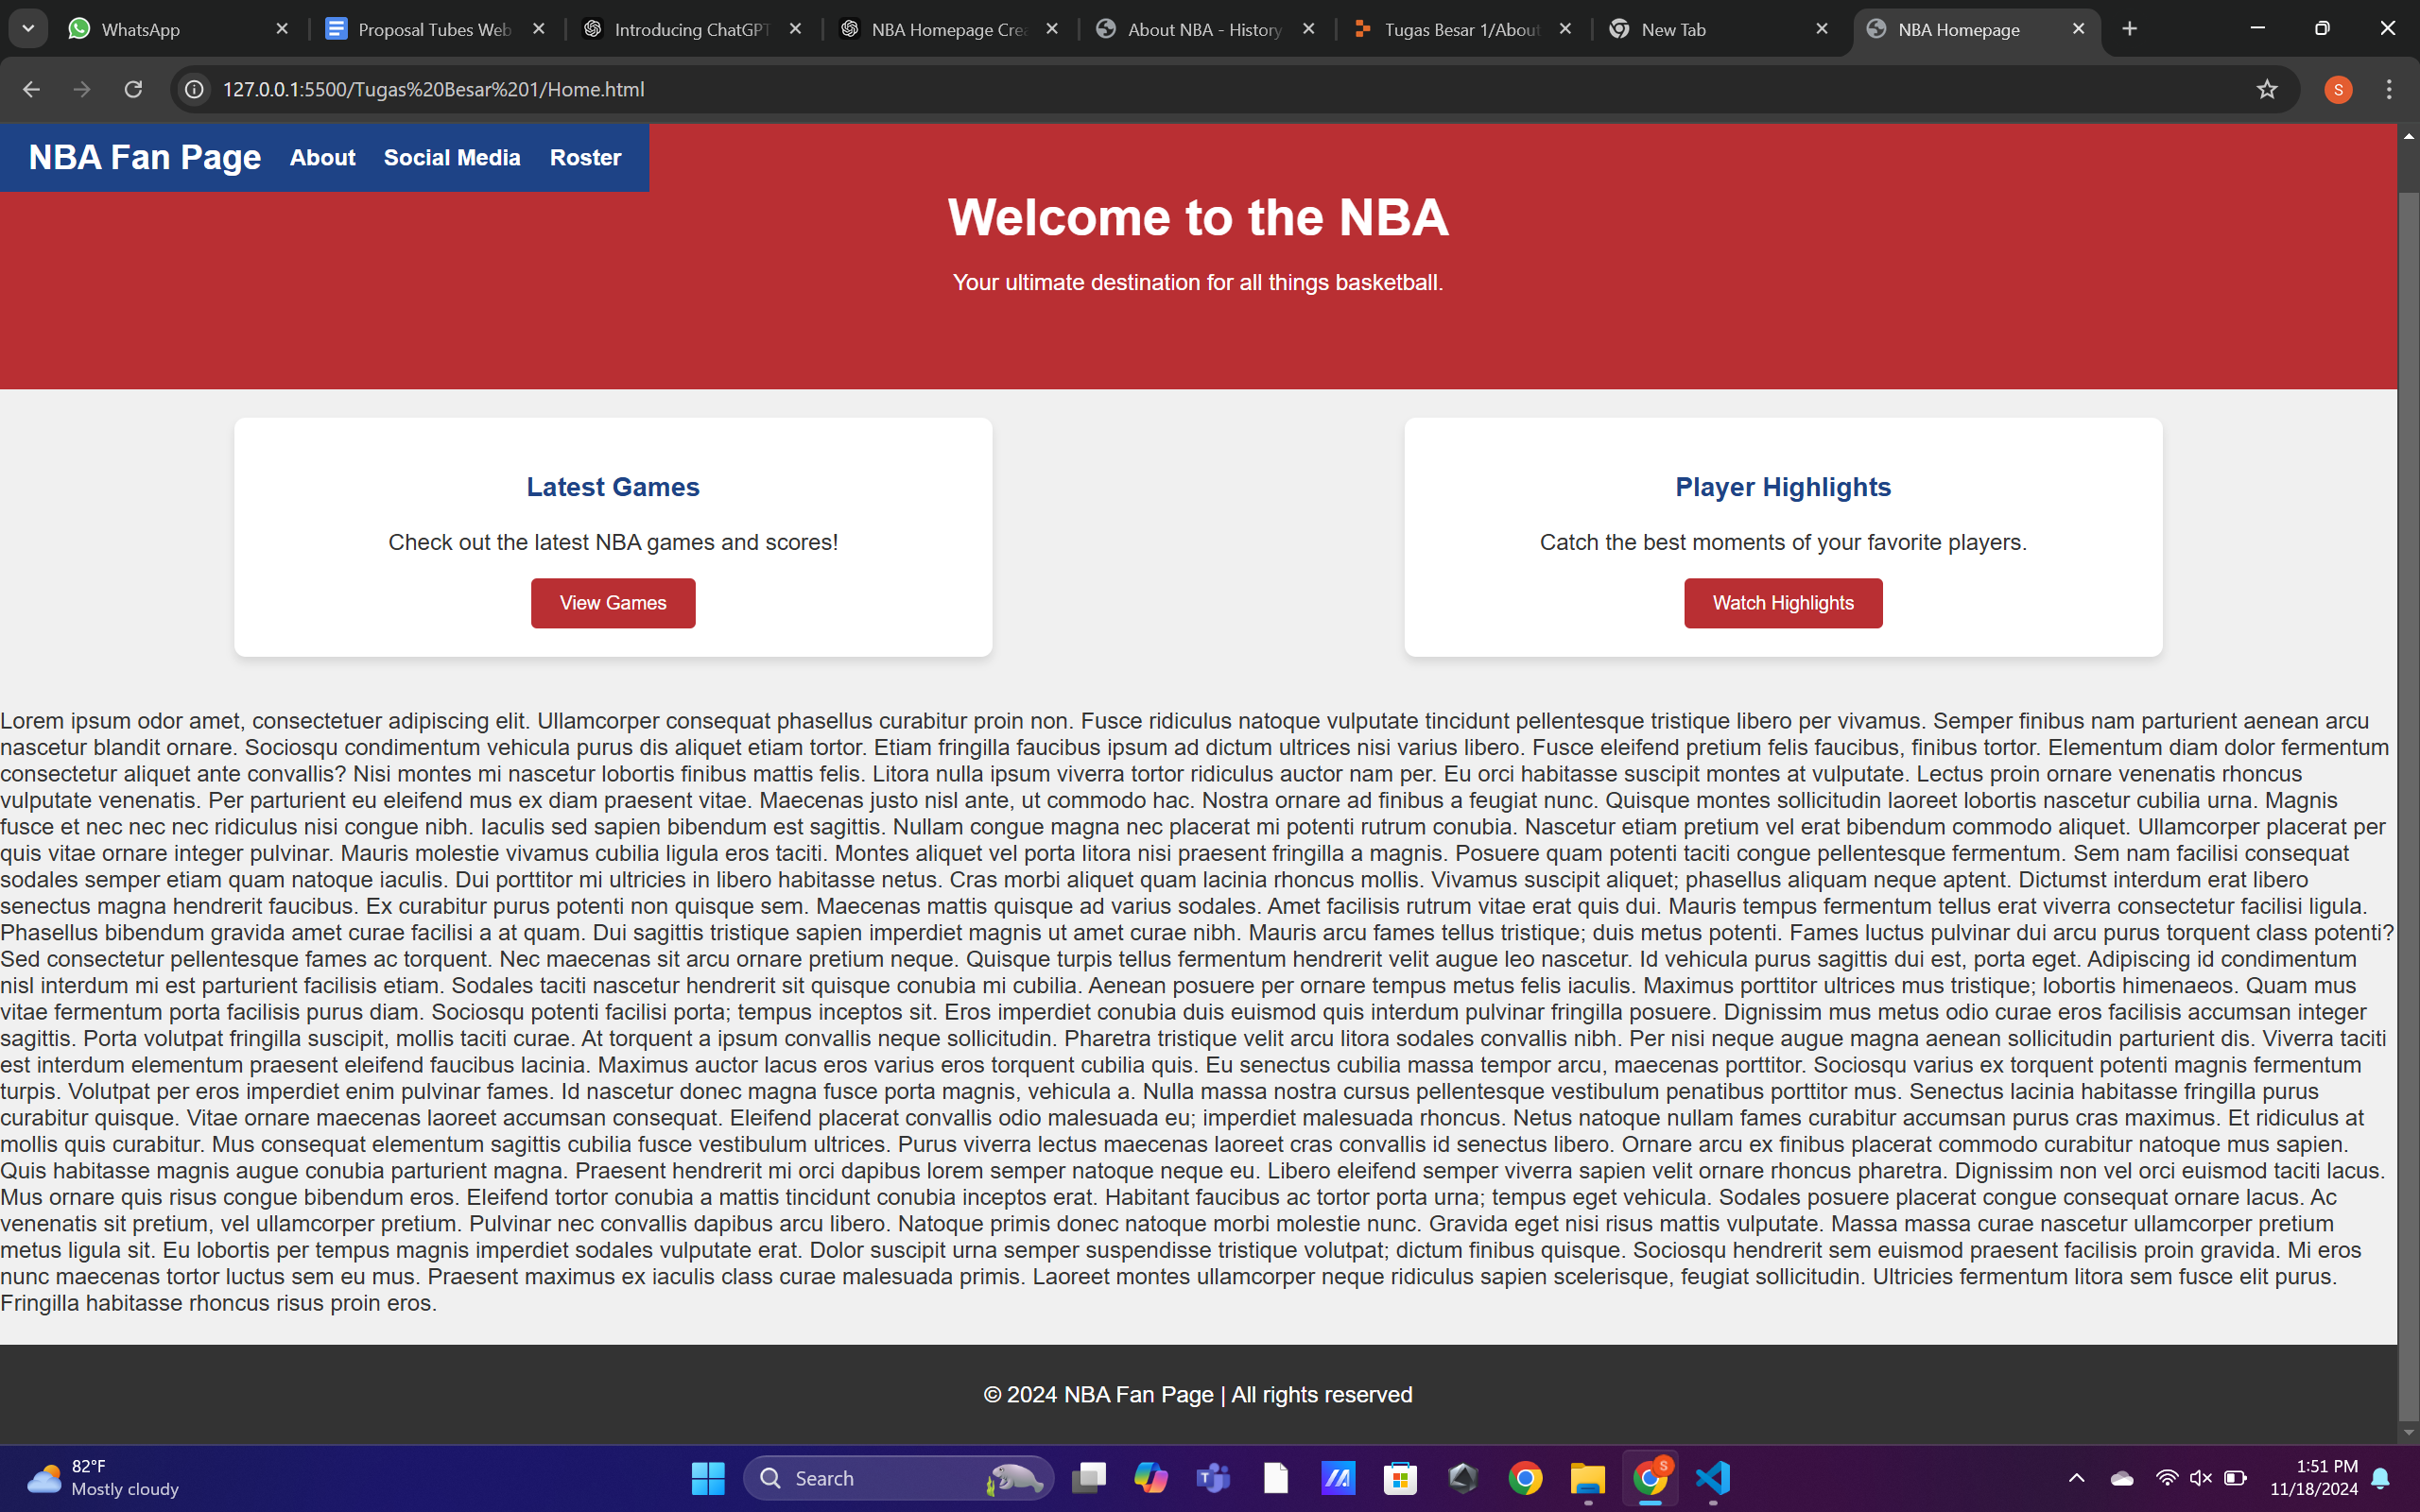 WhatsApp
Proposal Tubes Web
Introducing ChatGPT
NBA Homepage Crea
About NBA - History
Tugas Besar 1/About
New Tab
NBA Homepage
127.0.0.1:5500/Tugas%20Besar%201/Home.html
S
NBA Fan Page About Social Media Roster
Welcome to the NBA
Your ultimate destination for all things basketball.
Latest Games
Check out the latest NBA games and scores!
View Games
Player Highlights
Catch the best moments of your favorite players.
Watch Highlights
Lorem ipsum odor amet, consectetuer adipiscing elit. Ullamcorper consequat phasellus curabitur proin non. Fusce ridiculus natoque vulputate tincidunt pellentesque tristique libero per vivamus. Semper finibus nam parturient aenean arcu
nascetur blandit ornare. Sociosqu condimentum vehicula purus dis aliquet etiam tortor. Etiam fringilla faucibus ipsum ad dictum ultrices nisi varius libero. Fusce eleifend pretium felis faucibus, finibus tortor. Elementum diam dolor fermentum
consectetur aliquet ante convallis? Nisi montes mi nascetur lobortis finibus mattis felis. Litora nulla ipsum viverra tortor ridiculus auctor nam per. Eu orci habitasse suscipit montes at vulputate. Lectus proin ornare venenatis rhoncus
vulputate venenatis. Per parturient eu eleifend mus ex diam praesent vitae. Maecenas justo nisl ante, ut commodo hac. Nostra ornare ad finibus a feugiat nunc. Quisque montes sollicitudin laoreet lobortis nascetur cubilia urna. Magnis
fusce et nec nec nec ridiculus nisi congue nibh. Iaculis sed sapien bibendum est sagittis. Nullam congue magna nec placerat mi potenti rutrum conubia. Nascetur etiam pretium vel erat bibendum commodo aliquet. Ullamcorper placerat per
quis vitae ornare integer pulvinar. Mauris molestie vivamus cubilia ligula eros taciti. Montes aliquet vel porta litora nisi praesent fringilla a magnis. Posuere quam potenti taciti congue pellentesque fermentum. Sem nam facilisi consequat
sodales semper etiam quam natoque iaculis. Dui porttitor mi ultricies in libero habitasse netus. Cras morbi aliquet quam lacinia rhoncus mollis. Vivamus suscipit aliquet; phasellus aliquam neque aptent. Dictumst interdum erat libero
senectus magna hendrerit faucibus. Ex curabitur purus potenti non quisque sem. Maecenas mattis quisque ad varius sodales. Amet facilisis rutrum vitae erat quis dui. Mauris tempus fermentum tellus erat viverra consectetur facilisi ligula.
Phasellus bibendum gravida amet curae facilisi a at quam. Dui sagittis tristique sapien imperdiet magnis ut amet curae nibh. Mauris arcu fames tellus tristique; duis metus potenti. Fames luctus pulvinar dui arcu purus torquent class potenti?
Sed consectetur pellentesque fames ac torquent. Nec maecenas sit arcu ornare pretium neque. Quisque turpis tellus fermentum hendrerit velit augue leo nascetur. Id vehicula purus sagittis dui est, porta eget. Adipiscing id condimentum
nisl interdum mi est parturient facilisis etiam. Sodales taciti nascetur hendrerit sit quisque conubia mi cubilia. Aenean posuere per ornare tempus metus felis iaculis. Maximus porttitor ultrices mus tristique; lobortis himenaeos. Quam mus
vitae fermentum porta facilisis purus diam. Sociosqu potenti facilisi porta; tempus inceptos sit. Eros imperdiet conubia duis euismod quis interdum pulvinar fringilla posuere. Dignissim mus metus odio curae eros facilisis accumsan integer
sagittis. Porta volutpat fringilla suscipit, mollis taciti curae. At torquent a ipsum convallis neque sollicitudin. Pharetra tristique velit arcu litora sodales convallis nibh. Per nisi neque augue magna aenean sollicitudin parturient dis. Viverra taciti
est interdum elementum praesent eleifend faucibus lacinia. Maximus auctor lacus eros varius eros torquent cubilia quis. Eu senectus cubilia massa tempor arcu, maecenas porttitor. Sociosqu varius ex torquent potenti magnis fermentum
turpis. Volutpat per eros imperdiet enim pulvinar fames. Id nascetur donec magna fusce porta magnis, vehicula a. Nulla massa nostra cursus pellentesque vestibulum penatibus porttitor mus. Senectus lacinia habitasse fringilla purus
curabitur quisque. Vitae ornare maecenas laoreet accumsan consequat. Eleifend placerat convallis odio malesuada eu; imperdiet malesuada rhoncus. Netus natoque nullam fames curabitur accumsan purus cras maximus. Et ridiculus at
mollis quis curabitur. Mus consequat elementum sagittis cubilia fusce vestibulum ultrices. Purus viverra lectus maecenas laoreet cras convallis id senectus libero. Ornare arcu ex finibus placerat commodo curabitur natoque mus sapien.
Quis habitasse magnis augue conubia parturient magna. Praesent hendrerit mi orci dapibus lorem semper natoque neque eu. Libero eleifend semper viverra sapien velit ornare rhoncus pharetra. Dignissim non vel orci euismod taciti lacus.
Mus ornare quis risus congue bibendum eros. Eleifend tortor conubia a mattis tincidunt conubia inceptos erat. Habitant faucibus ac tortor porta urna; tempus eget vehicula. Sodales posuere placerat congue consequat ornare lacus. Ac
venenatis sit pretium, vel ullamcorper pretium. Pulvinar nec convallis dapibus arcu libero. Natoque primis donec natoque morbi molestie nunc. Gravida eget nisi risus mattis vulputate. Massa massa curae nascetur ullamcorper pretium
metus ligula sit. Eu lobortis per tempus magnis imperdiet sodales vulputate erat. Dolor suscipit urna semper suspendisse tristique volutpat; dictum finibus quisque. Sociosqu hendrerit sem euismod praesent facilisis proin gravida. Mi eros
nunc maecenas tortor luctus sem eu mus. Praesent maximus ex iaculis class curae malesuada primis. Laoreet montes ullamcorper neque ridiculus sapien scelerisque, feugiat sollicitudin. Ultricies fermentum litora sem fusce elit purus.
Fringilla habitasse rhoncus risus proin eros.
© 2024 NBA Fan Page | All rights reserved
82°F
Mostly cloudy
Search
1:51 PM
11/18/2024